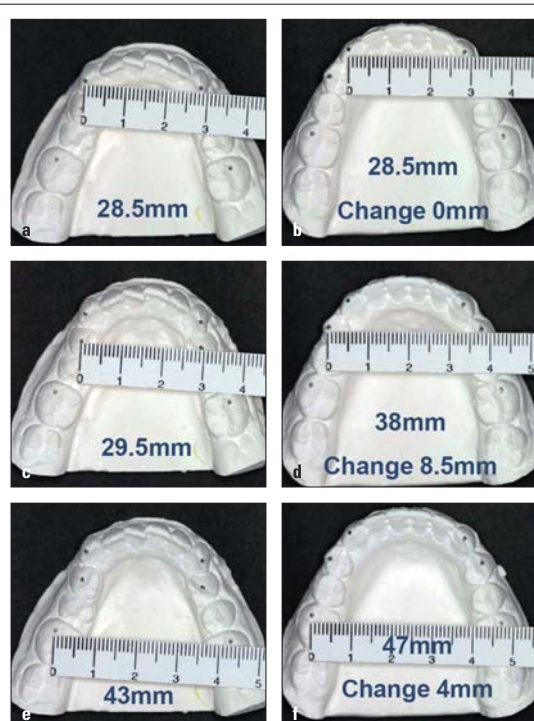 0 1 2 3 4
28.5mm
a
0 1 2 3 4
28.5mm
Change 0mm
b
0 1 2 3 4
29.5mm
c
0 1 2 3 4 5
38mm
Change 8.5mm
d
0 1 2 3 4 5
43mm
e
0 1 2 3 4 5
47mm
Change 4mm
f